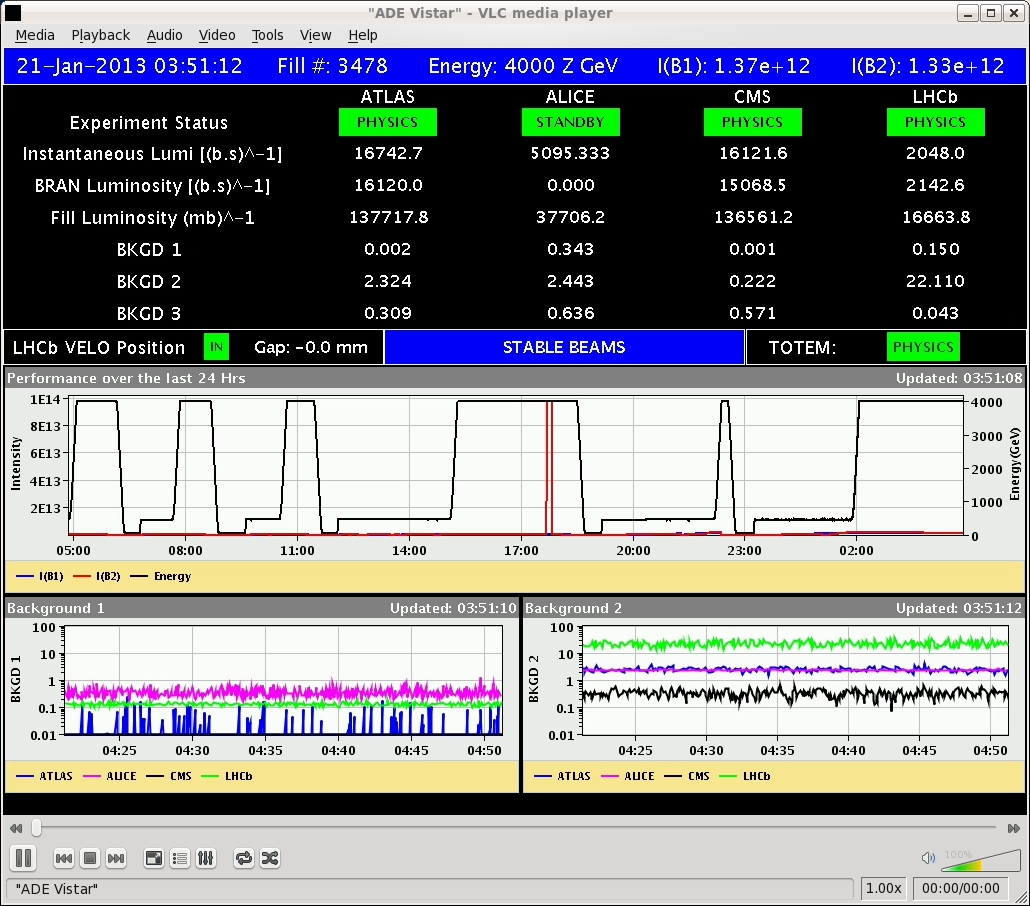 "ADE Vistar" - VLC media player
Media Playback Audio Video Tools View Help
21-Jan-2013 03:51:12 Fill #: 3478 Energy: 4000 Z GeV I(B1): 1.37e+12 I(B2): 1.33e+12
ATLAS ALICE CMS LHCb
Experiment Status PHYSICS STANDBY PHYSICS PHYSICS
Instantaneous Lumi [(b.s)^-1] 16742.7 5095.333 16121.6 2048.0
BRAN Luminosity [(b.s)^-1] 16120.0 0.000 15068.5 2142.6
Fill Luminosity (mb)^-1 137717.8 37706.2 136561.2 16663.8
BKGD 1 0.002 0.343 0.001 0.150
BKGD 2 2.324 2.443 0.222 22.110
BKGD 3 0.309 0.636 0.571 0.043
LHCb VELO Position IN Gap: -0.0 mm STABLE BEAMS TOTEM: PHYSICS
Performance over the last 24 Hrs Updated: 03:51:08
Intensity
1E14
8E13
6E13
4E13
2E13
4000
3000
2000
1000
0
Energy(GeV)
05:00 08:00 11:00 14:00 17:00 20:00 23:00 02:00
I(B1) I(B2) Energy
Background 1 Updated: 03:51:10
BKGD 1
100
10
1
0.1
0.01
04:25 04:30 04:35 04:40 04:45 04:50
ATLAS ALICE CMS LHCb
Background 2 Updated: 03:51:12
BKGD 2
100
10
1
0.1
0.01
04:25 04:30 04:35 04:40 04:45 04:50
ATLAS ALICE CMS LHCb
100%
"ADE Vistar" 1.00x 00:00/00:00